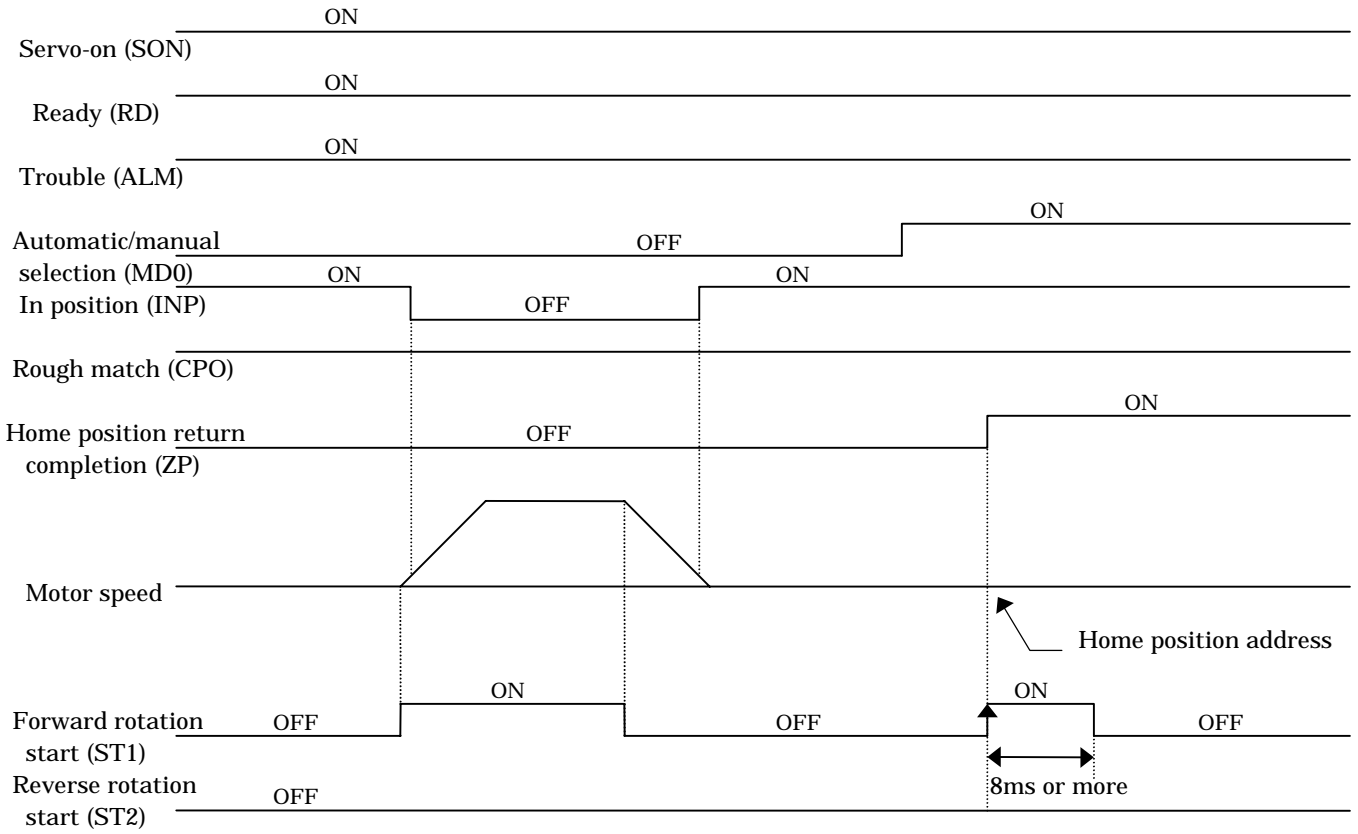 ON
Servo-on (SON)
ON
Ready (RD)
ON
Trouble (ALM)
ON
Automatic/manual
OFF
selection (MD0)
ON
ON
In position (INP)
OFF
Rough match (CPO)
ON
Home position return
OFF
completion (ZP)
Motor speed
Home position address
ON
ON
Forward rotation
OFF
OFF
OFF
start (ST1)
Reverse rotation
8ms or more
OFF
start (ST2)